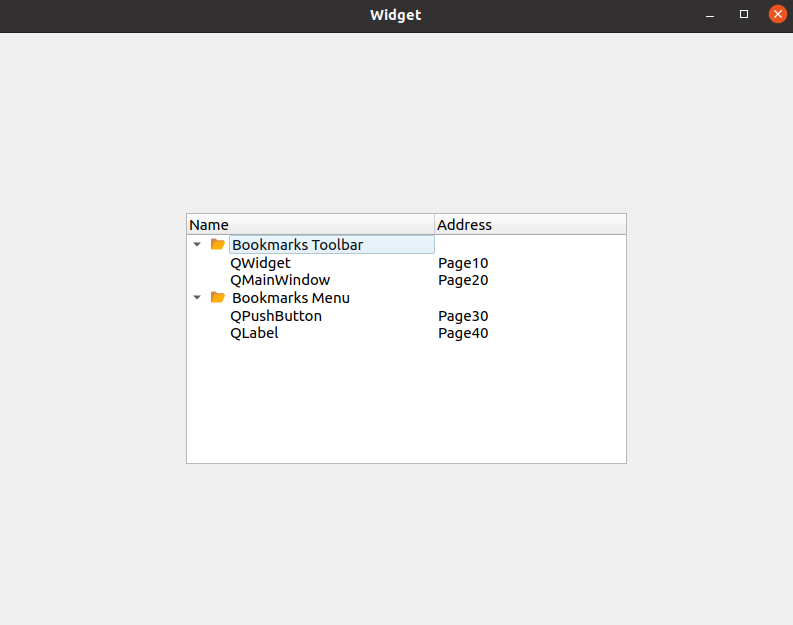 Widget
Name Address
Bookmarks Toolbar
QWidget Page10
QMainWindow Page20
Bookmarks Menu
QPushButton Page30
QLabel Page40